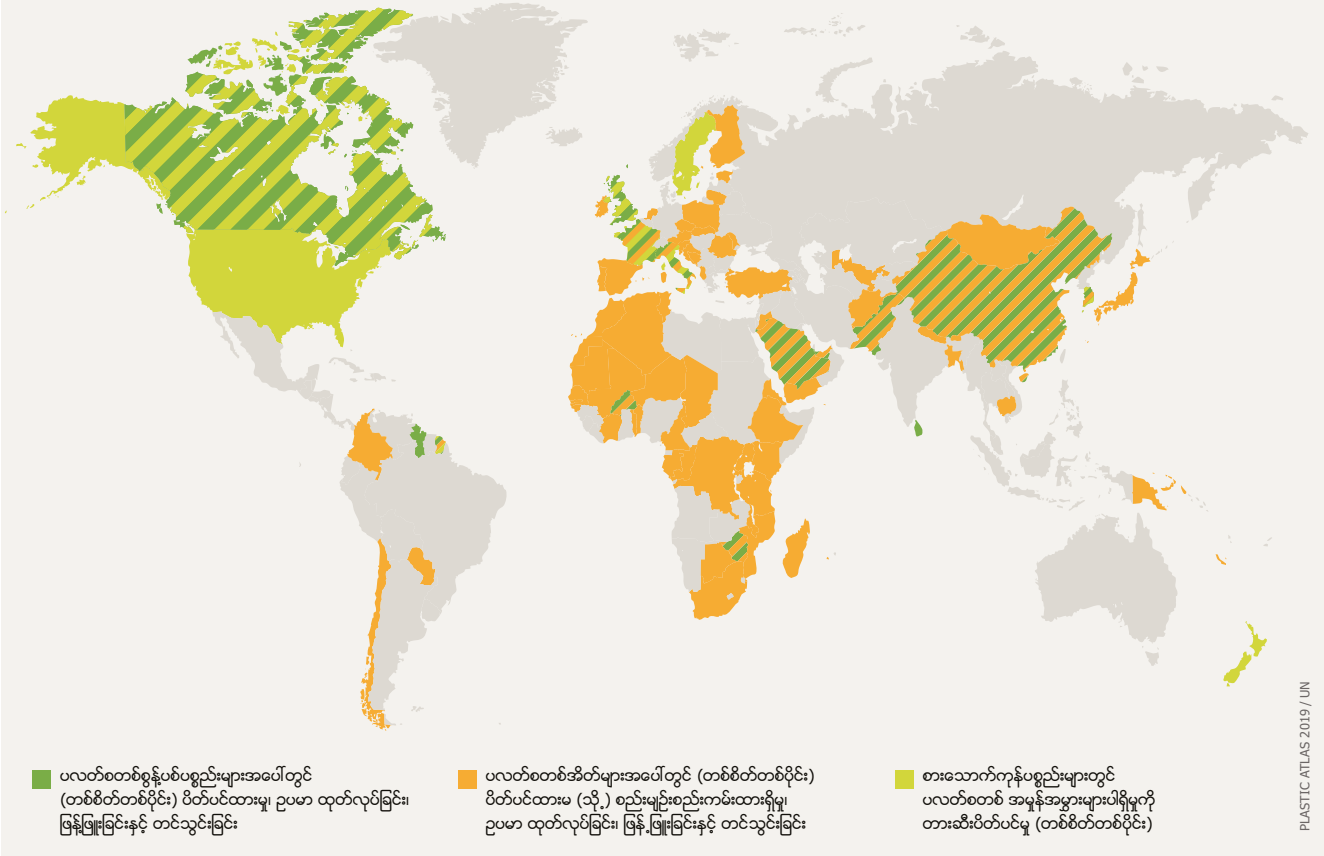 ပလတ်စတစ်စွန့်ပစ်ပစ္စည်းများအပေါ်တွင်
(တစ်စိတ်တစ်ပိုင်း) ပိတ်ပင်ထားမှု၊ ဥပမာ ထုတ်လုပ်ခြင်း၊
ဖြန့်ဖြူးခြင်းနှင့် တင်သွင်းခြင်း
ပလတ်စတစ်အိတ်များအပေါ်တွင် (တစ်စိတ်တစ်ပိုင်း)
ပိတ်ပင်ထားမ (သို့) စည်းမျဉ်းစည်းကမ်းထားရှိမှု၊
ဥပမာ ထုတ်လုပ်ခြင်း၊ ဖြန့်ဖြူးခြင်းနှင့် တင်သွင်းခြင်း
စားသောက်ကုန်ပစ္စည်းများတွင်
ပလတ်စတစ် အမှုန်အမွှားများပါရှိမှုကို
တားဆီးပိတ်ပင်မှု (တစ်စိတ်တစ်ပိုင်း)
PLASTIC ATLAS 2019 / UN